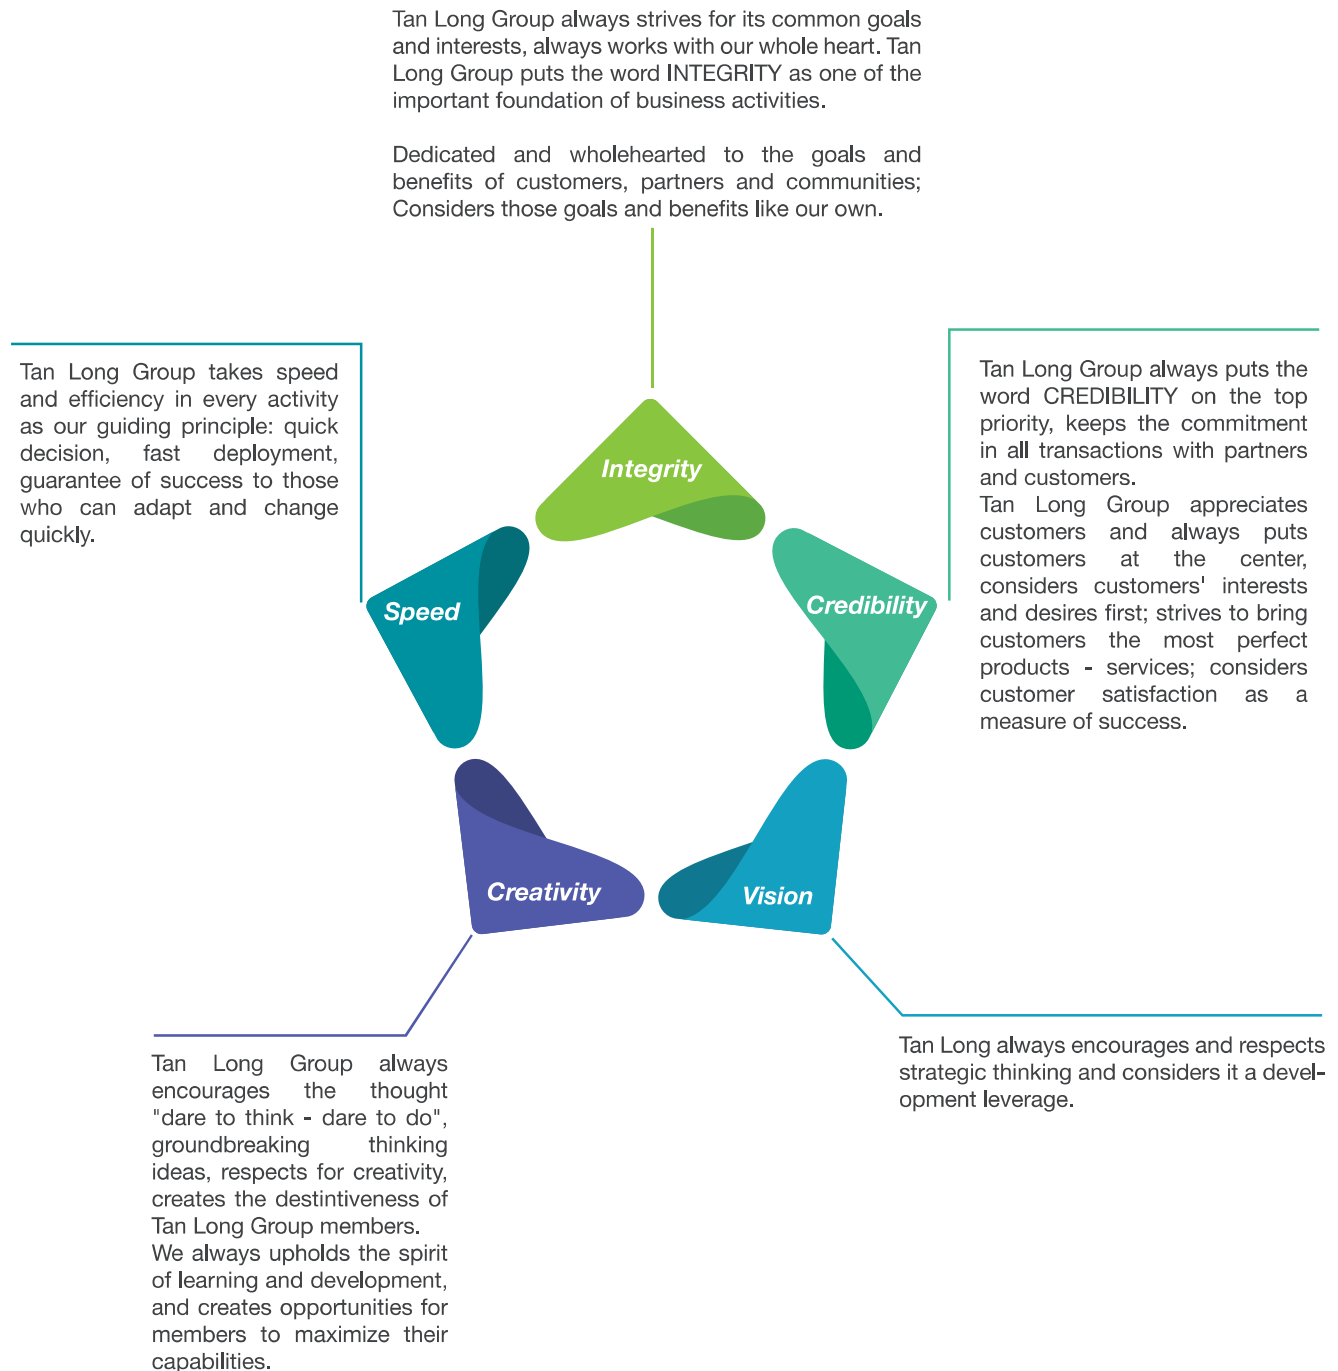 Tan Long Group always strives for its common goals
and interests, always works with our whole heart. Tan
Long Group puts the word INTEGRITY as one of the
important foundation of business activities.
Dedicated and wholehearted to the goals and
benefits of customers, partners and communities;
Considers those goals and benefits like our own.
Tan Long Group takes speed
and efficiency in every activity
as our guiding principle: quick
decision, fast deployment,
guarantee of success to those
who can adapt and change
quickly.
Tan Long Group always puts the
word CREDIBILITY on the top
priority, keeps the commitment
in all transactions with partners
and customers.
Tan Long Group appreciates
customers and always puts
customers at the center,
considers customers' interests
and desires first; strives to bring
customers the most perfect
products - services; considers
customer satisfaction as a
measure of success.
Integrity
Speed
Credibility
Creativity
Vision
Tan Long Group always
encourages the thought
"dare to think - dare to do",
groundbreaking thinking
ideas, respects for creativity,
creates the destintiveness of
Tan Long Group members.
We always upholds the spirit
of learning and development,
and creates opportunities for
members to maximize their
capabilities.
Tan Long always encourages and respects
strategic thinking and considers it a devel-
opment leverage.